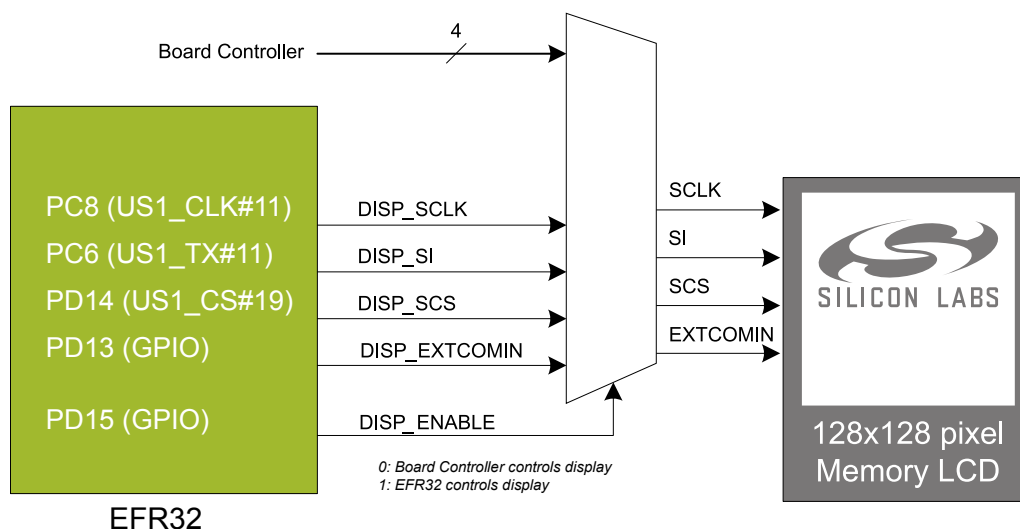 4
Board Controller
PC8 (US1_CLK#11)
PC6 (US1_TX#11)
PD14 (US1_CS#19)
PD13 (GPIO)
PD15 (GPIO)
EFR32
DISP_SCLK
DISP_SI
DISP_SCS
DISP_EXTCOMIN
DISP_ENABLE
0: Board Controller controls display
1: EFR32 controls display
SCLK
SI
SCS
EXTCOMIN
SILICON LABS
128x128 pixel
Memory LCD